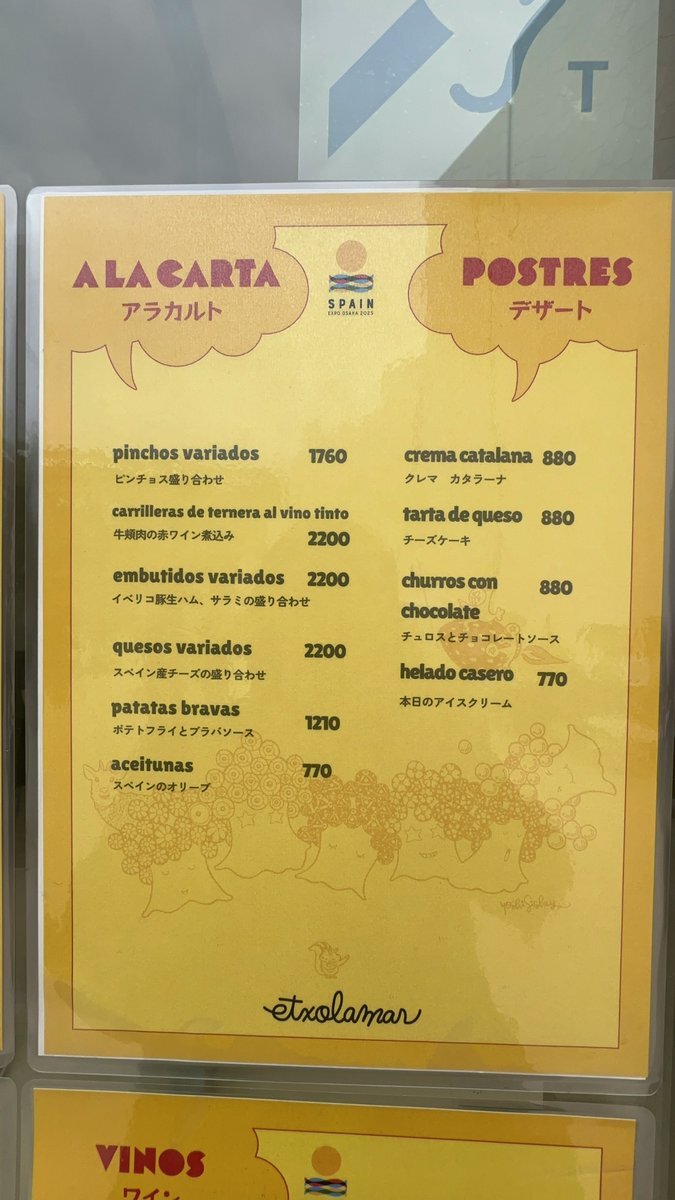 T
A LA CARTA
アラカルト
SPAIN
EXPO OSAKA 2025
POSTRES
デザート
pinchos variados 1760
ピンチョス盛り合わせ
carrilleras de ternera al vino tinto
牛頬肉の赤ワイン煮込み 2200
embutidos variados 2200
イベリコ豚生ハム、サラミの盛り合わせ
quesos variados 2200
スペイン産チーズの盛り合わせ
patatas bravas 1210
ポテトフライとブラバソース
aceitunas 770
スペインのオリーブ
crema catalana 880
クレマ カタラーナ
tarta de queso 880
チーズケーキ
churros con 880
chocolate
チュロスとチョコレートソース
helado casero 770
本日のアイスクリーム
etxolamar
VINOS
ワイン